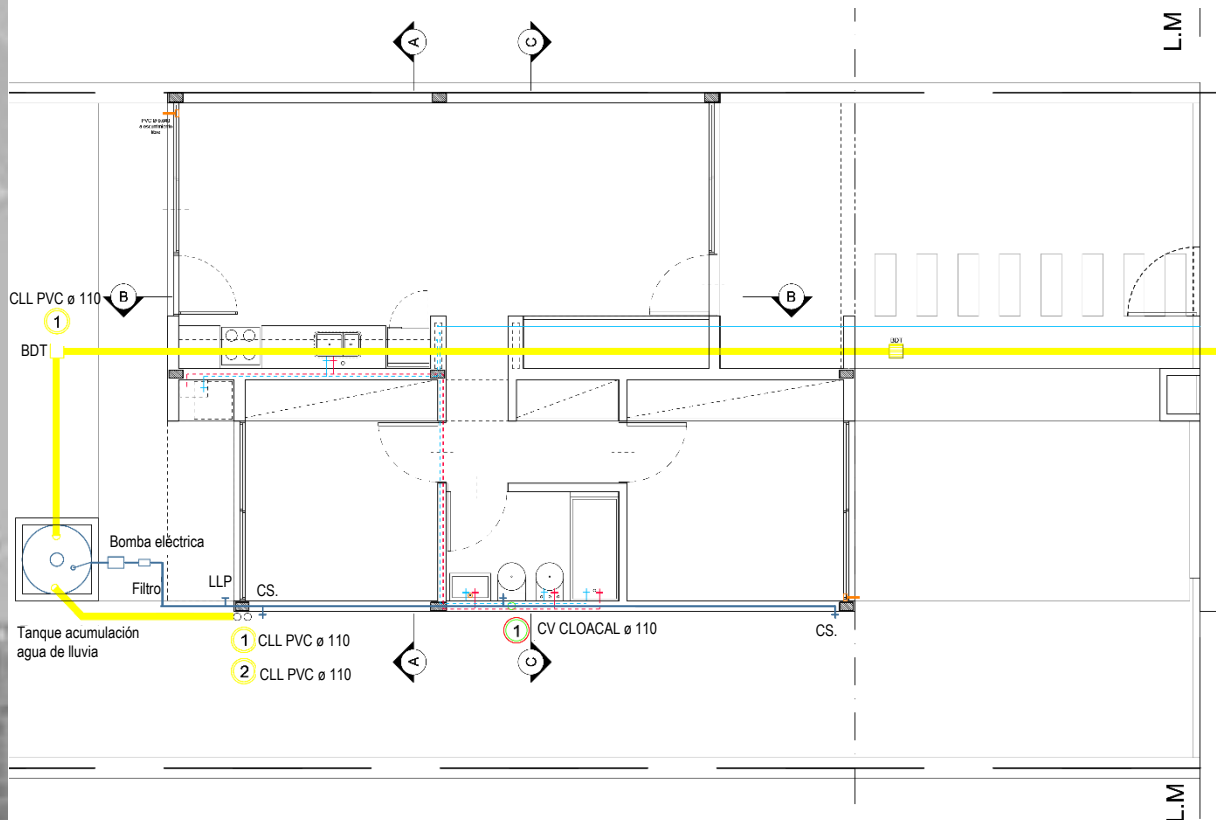 L.M
A
C
PVC
CLL PVC ø 110
1
B
B
BDT
BDT
Bomba eléctrica
Filtro
LLP
CS.
Tanque acumulación
agua de lluvia
1 CLL PVC ø 110
2 CLL PVC ø 110
1 CV CLOACAL ø 110
CS.
A
C
L.M